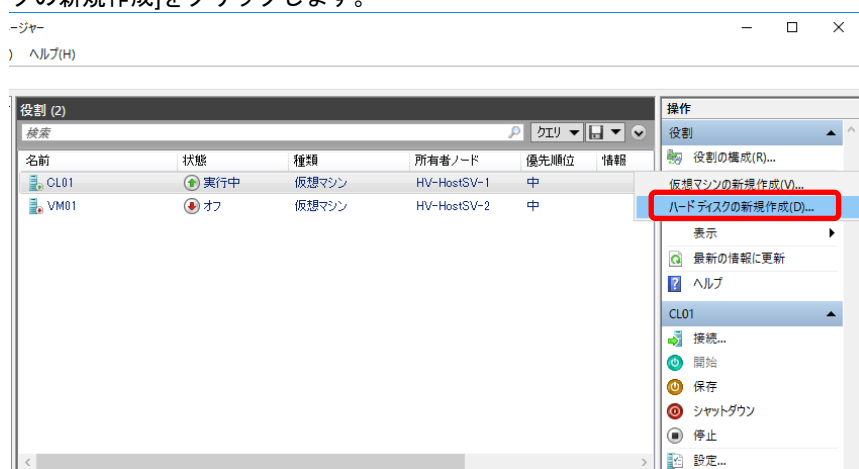 クの新規作成]をクリックします。
ージャー
) ヘルプ(H)
役割 (2)
検索
クエリ
名前 状態 種類 所有者ノード 優先順位 情報
CL01 実行中 仮想マシン HV-HostSV-1 中
VM01 オフ 仮想マシン HV-HostSV-2 中
操作
役割
役割の構成(R)...
仮想マシンの新規作成(V)...
ハード ディスクの新規作成(D)...
表示
最新の情報に更新
ヘルプ
CL01
接続...
開始
保存
シャットダウン
停止
設定...